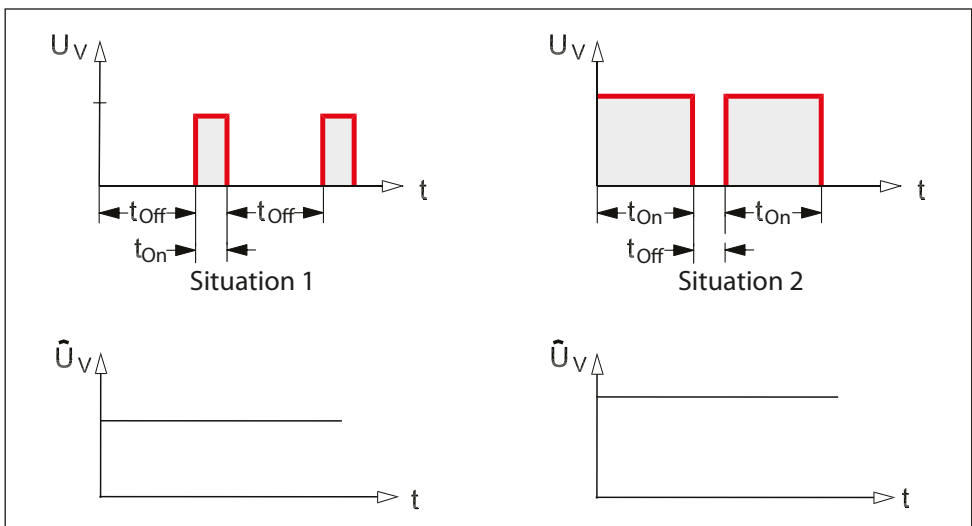 U V
t
t Off
t Off
t On
Situation 1
U V
t
t On
t On
t Off
Situation 2
Û V
t
Û V
t